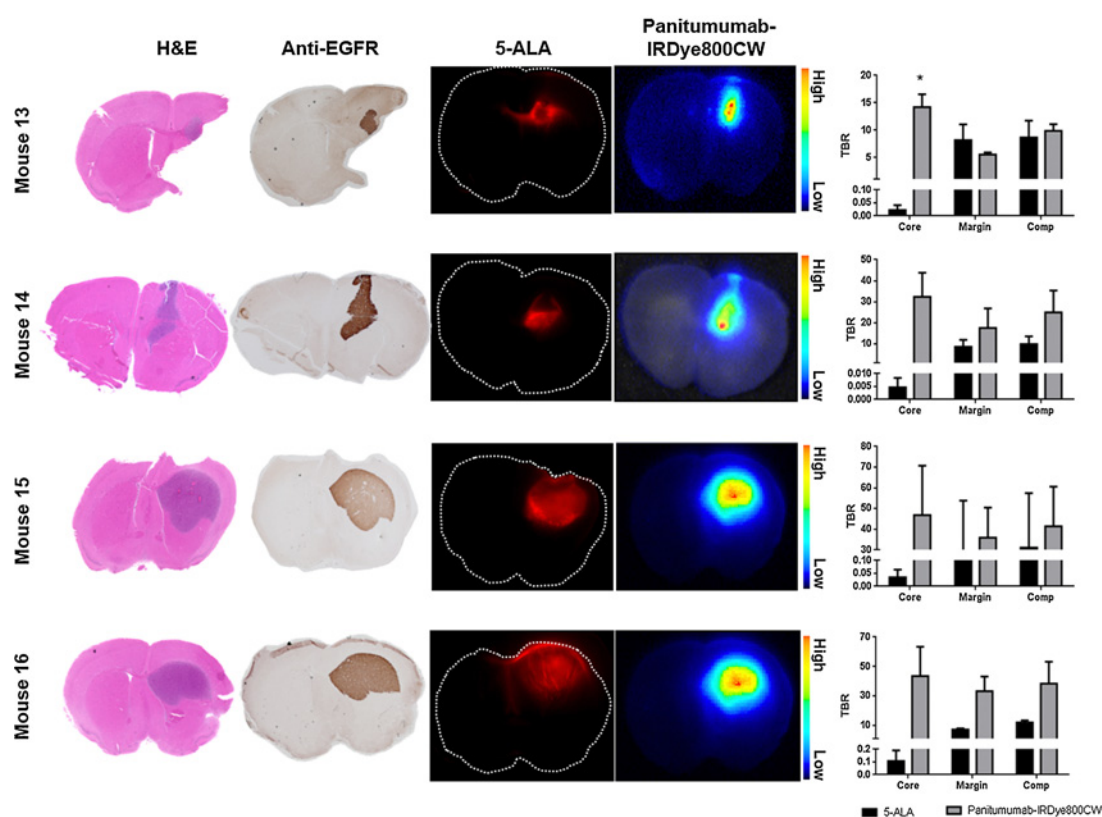 H&E
Anti-EGFR
5-ALA
Panitumumab-
IRDye800CW
Mouse 13
High
Low
TBR
20
15
10
5
0.10
0.05
0.00
*
Core
Margin
Comp
Mouse 14
High
Low
TBR
50
40
30
20
10
0.010
0.005
0.000
Core
Margin
Comp
Mouse 15
High
Low
TBR
80
70
60
50
40
30
0.10
0.05
0.00
Core
Margin
Comp
Mouse 16
High
Low
TBR
70
50
30
10
0.2
0.1
0.0
Core
Margin
Comp
5-ALA
Panitumumab-IRDye800CW